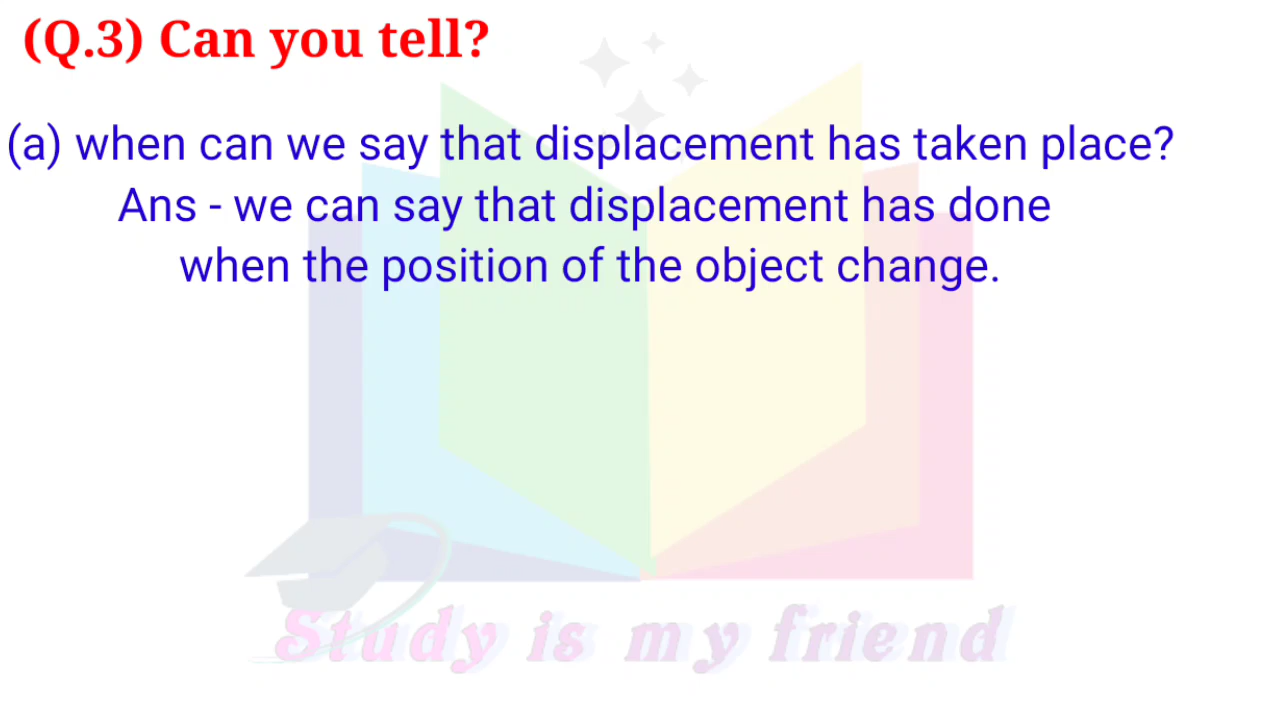 (Q.3) Can you tell?
(a) when can we say that displacement has taken place?
Ans - we can say that displacement has done
when the position of the object change.
Study is my friend